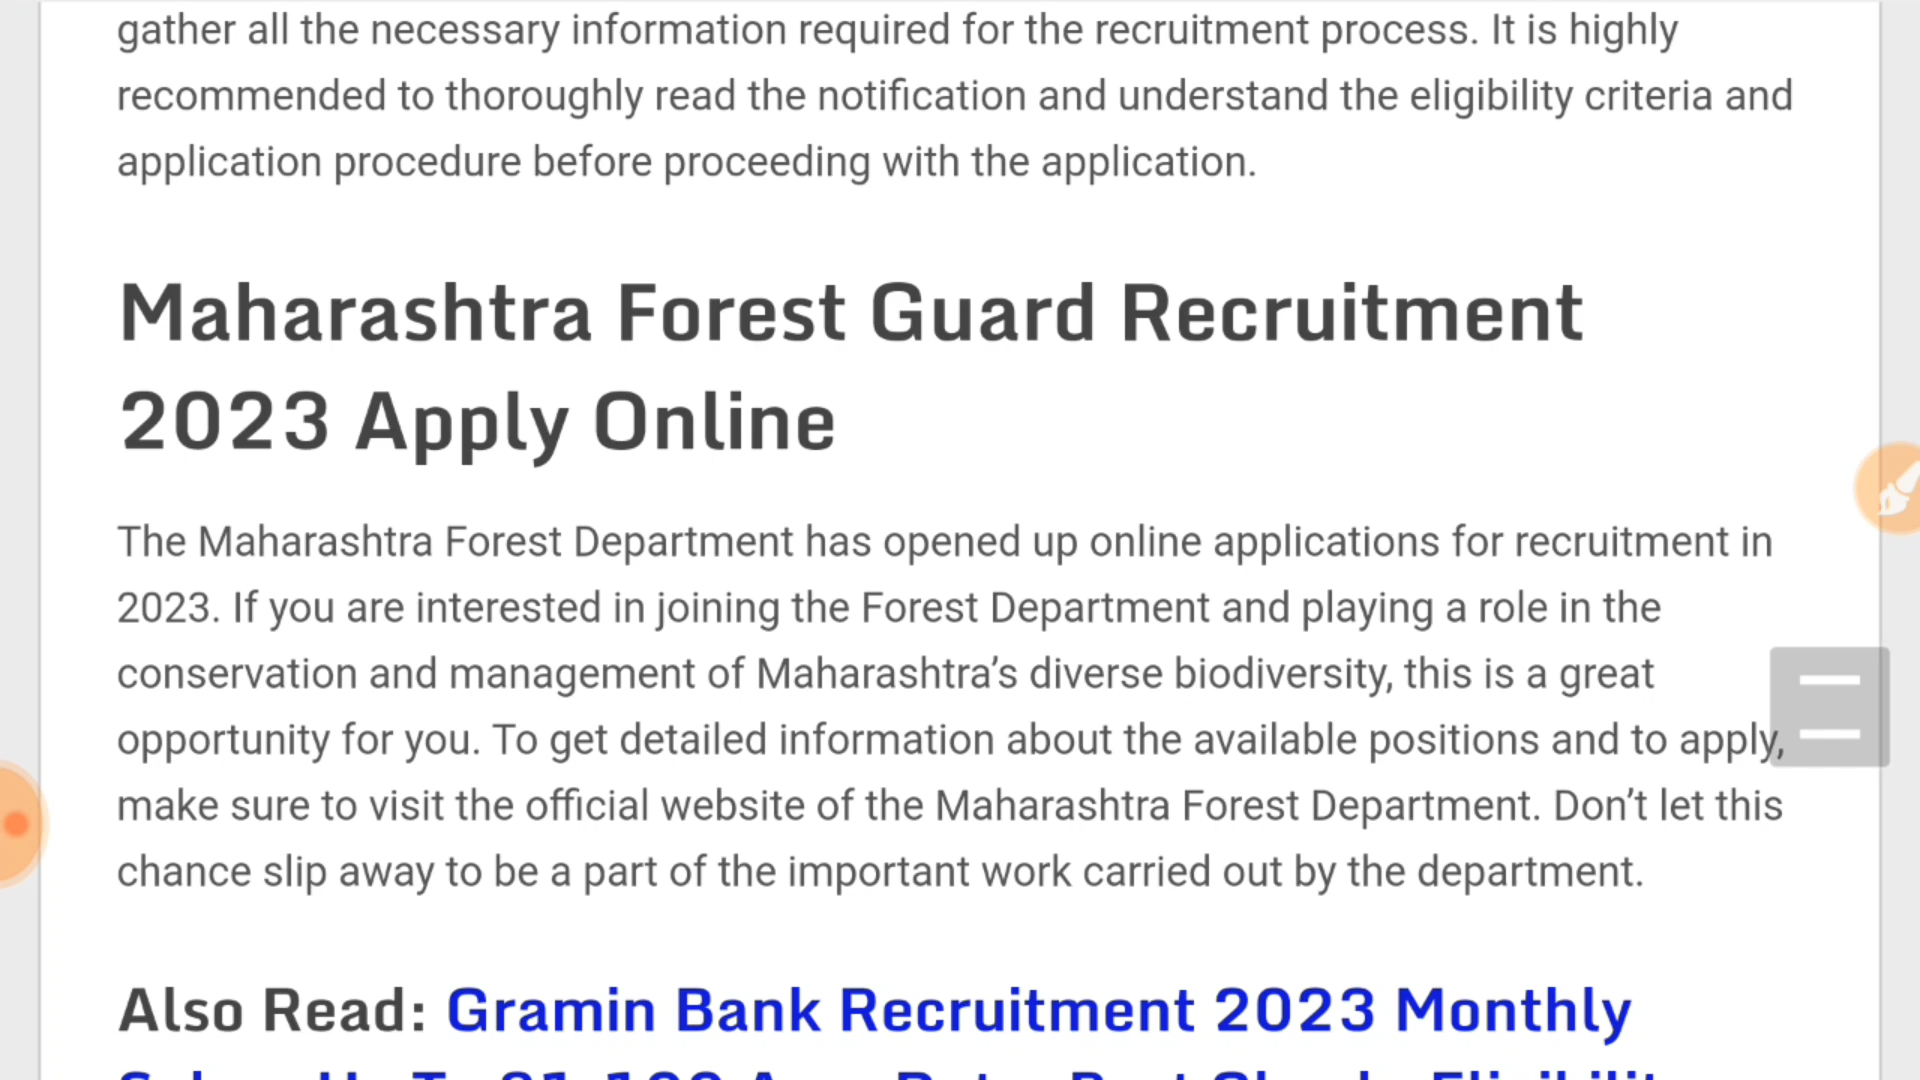 gather all the necessary information required for the recruitment process. It is highly
recommended to thoroughly read the notification and understand the eligibility criteria and
application procedure before proceeding with the application.
Maharashtra Forest Guard Recruitment
2023 Apply Online
The Maharashtra Forest Department has opened up online applications for recruitment in
2023. If you are interested in joining the Forest Department and playing a role in the
conservation and management of Maharashtra’s diverse biodiversity, this is a great
opportunity for you. To get detailed information about the available positions and to apply,
make sure to visit the official website of the Maharashtra Forest Department. Don’t let this
chance slip away to be a part of the important work carried out by the department.
Also Read: Gramin Bank Recruitment 2023 Monthly